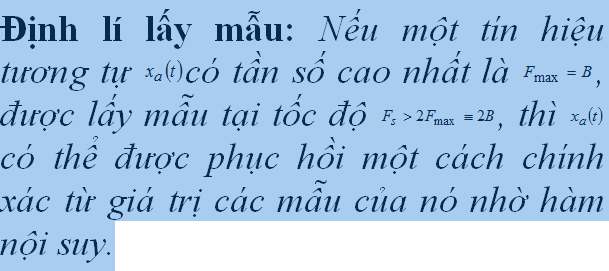 Định lí lấy mẫu: Nếu một tín hiệu
tương tự xₐ(t)có tần số cao nhất là Fₘₐₓ = B,
được lấy mẫu tại tốc độ Fₛ > 2Fₘₐₓ ≡ 2B, thì xₐ(t)
có thể được phục hồi một cách chính
xác từ giá trị các mẫu của nó nhờ hàm
nội suy.